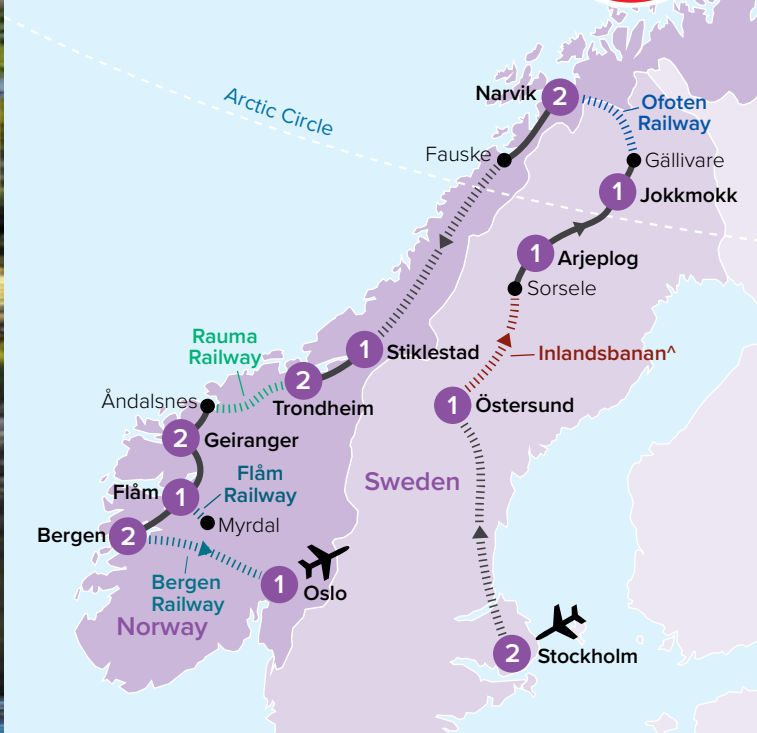 Arctic Circle
Narvik
2
Ofoten
Railway
Fauske
Gällivare
1
Jokkmokk
1
Arjeplog
Sorsele
Rauma
Railway
1
Stiklestad
Inlandsbanan^
2
Trondheim
Åndalsnes
1
Östersund
2
Geiranger
Sweden
Flåm
Railway
Flåm
1
Myrdal
Bergen
2
Bergen
Railway
1
Oslo
Norway
2
Stockholm